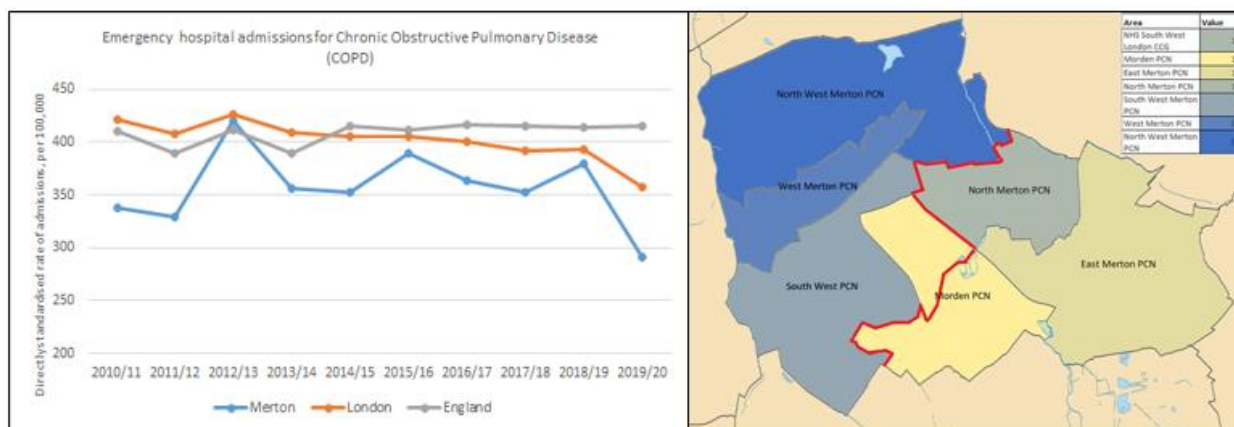 Emergency hospital admissions for Chronic Obstructive Pulmonary Disease
(COPD)
Directly standardised rate of admissions, per 100,000
450
400
350
300
250
200
2010/11 2011/12 2012/13 2013/14 2014/15 2015/16 2016/17 2017/18 2018/19 2019/20
Merton London England
North West Merton PCN
West Merton PCN
North Merton PCN
East Merton PCN
South West PCN
Morden PCN
Area Value
NHS South West
London CCG
Morden PCN
East Merton PCN
North Merton PCN
South West Merton
PCN
West Merton PCN
North West Merton
PCN